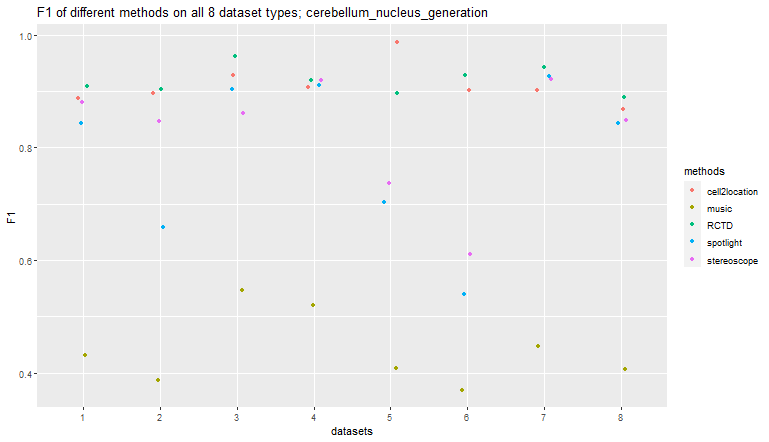 F1 of different methods on all 8 dataset types; cerebellum_nucleus_generation
1.0
0.8
0.6
0.4
F1
1 2 3 4 5 6 7 8
datasets
methods
cell2location
music
RCTD
spotlight
stereoscope